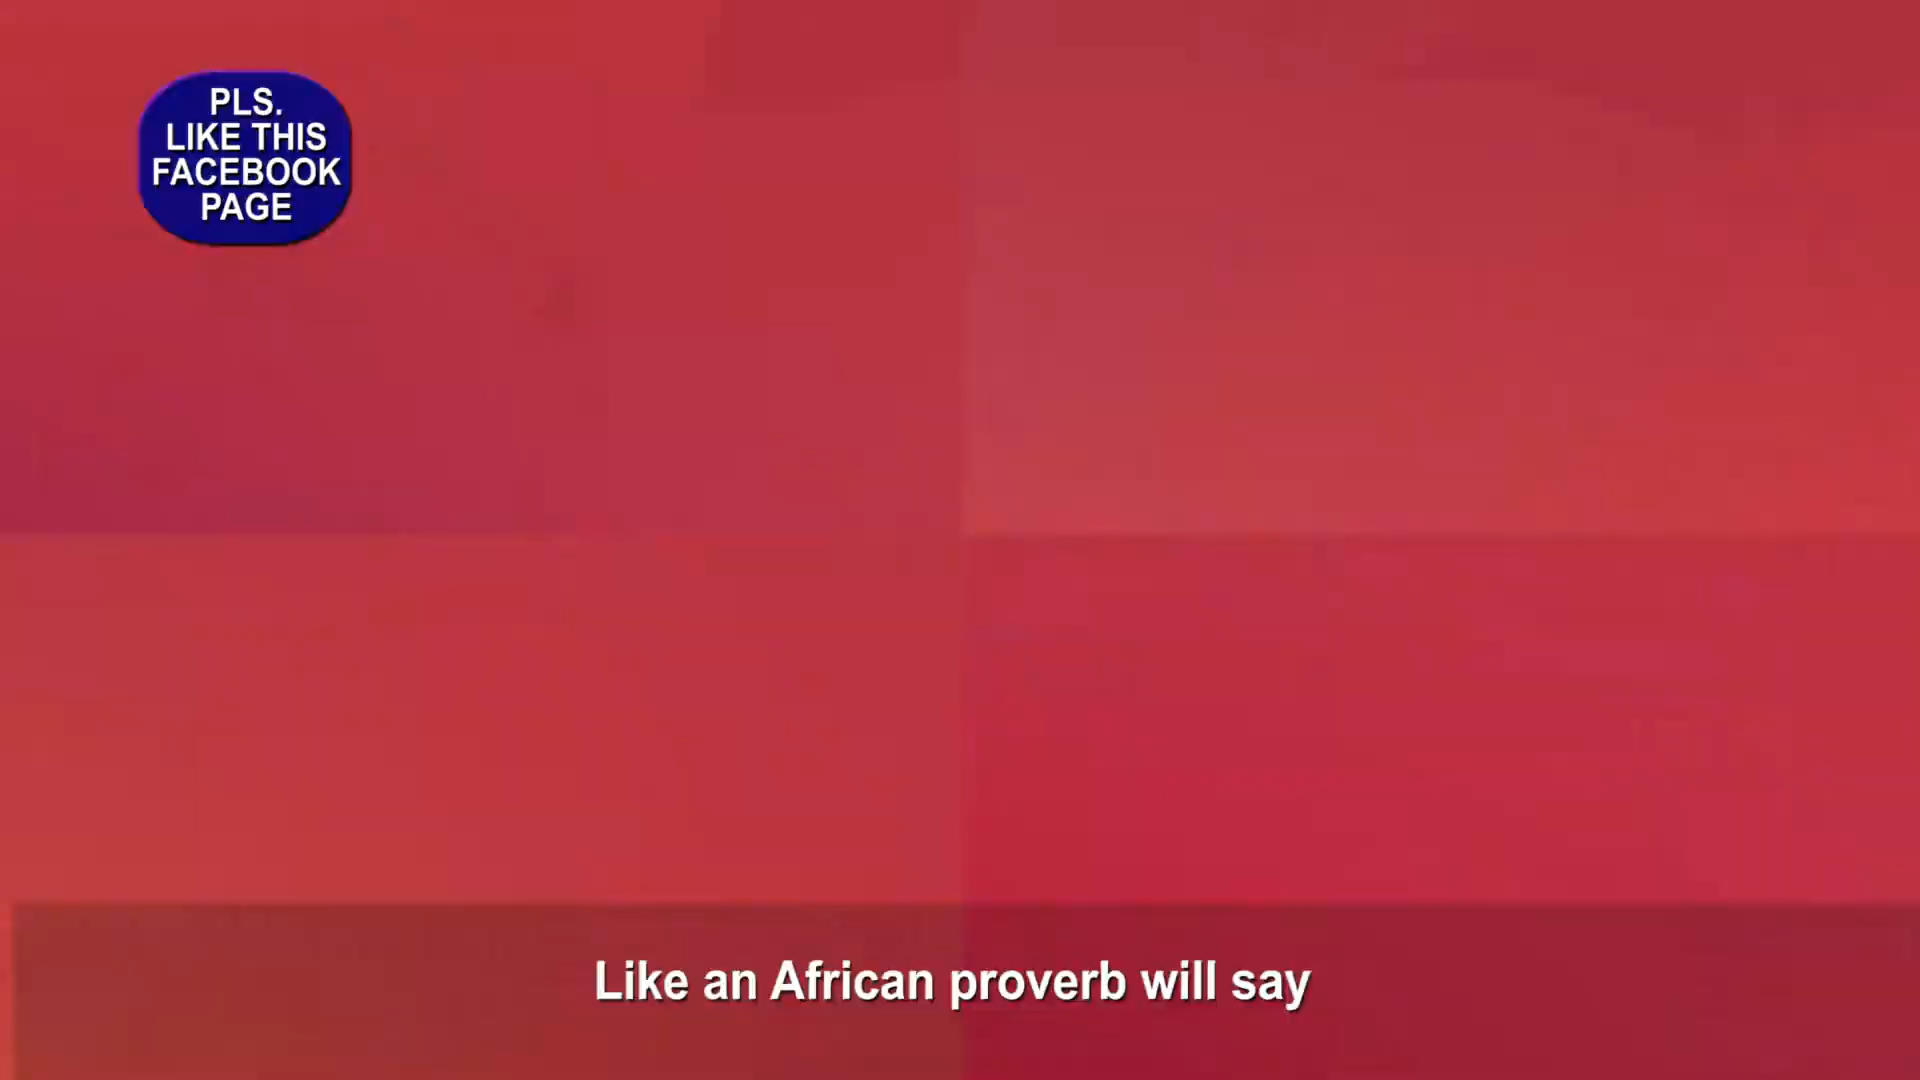 PLS.
LIKE THIS
FACEBOOK
PAGE
Like an African proverb will say